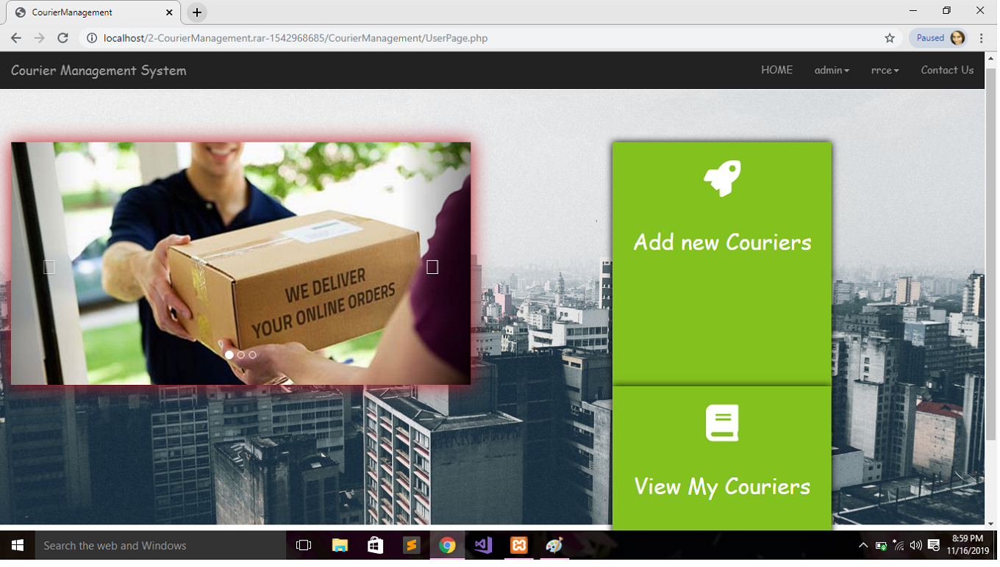 CourierManagement
localhost/2-CourierManagement.rar-1542968685/CourierManagement/UserPage.php
Paused
Courier Management System
HOME
admin
rrce
Contact Us
WE DELIVER
YOUR ONLINE ORDERS
Add new Couriers
View My Couriers
Search the web and Windows
8:59 PM
11/16/2019